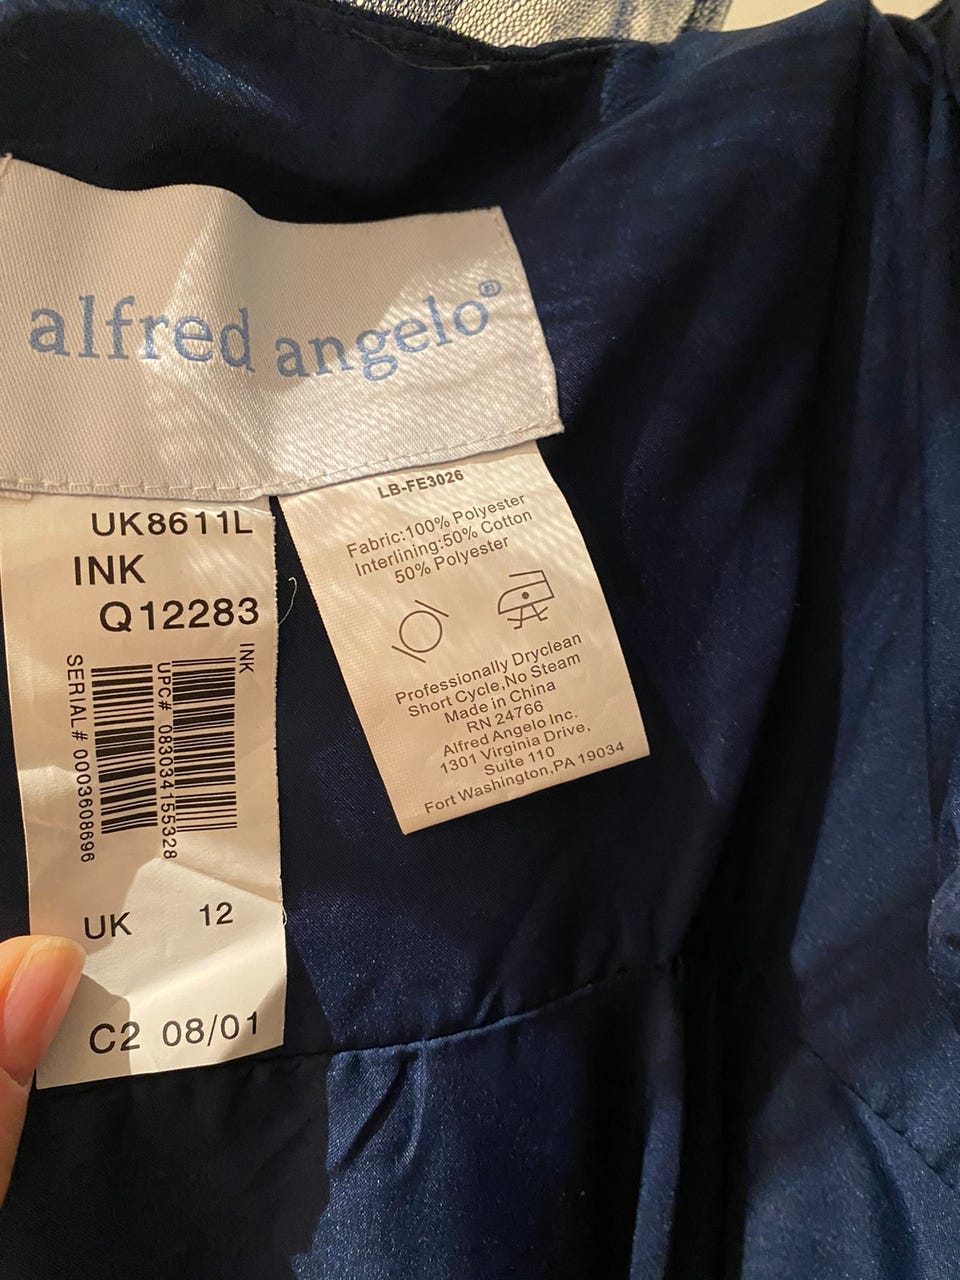 alfred angelo®
UK8611L
INK
Q12283
INK
UPC# 083034155328
SERIAL# 0003608696
UK 12
C2 08/01
LB-FE3026
Fabric:100% Polyester
Interlining:50% Cotton
50% Polyester
Professionally Dryclean
Short Cycle,No Steam
Made in China
RN 24766
Alfred Angelo Inc.
1301 Virginia Drive,
Suite 110
Fort Washington,PA 19034